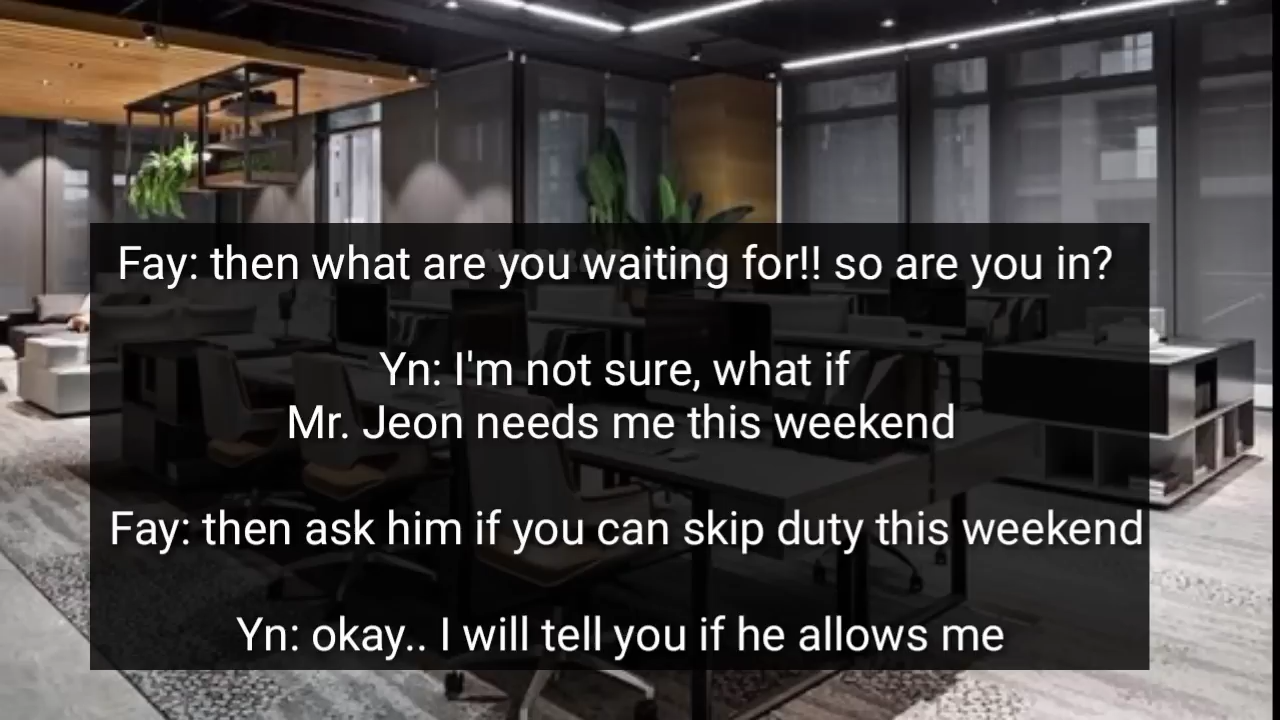 Fay: then what are you waiting for!! so are you in?
Yn: I'm not sure, what if
Mr. Jeon needs me this weekend
Fay: then ask him if you can skip duty this weekend
Yn: okay.. I will tell you if he allows me